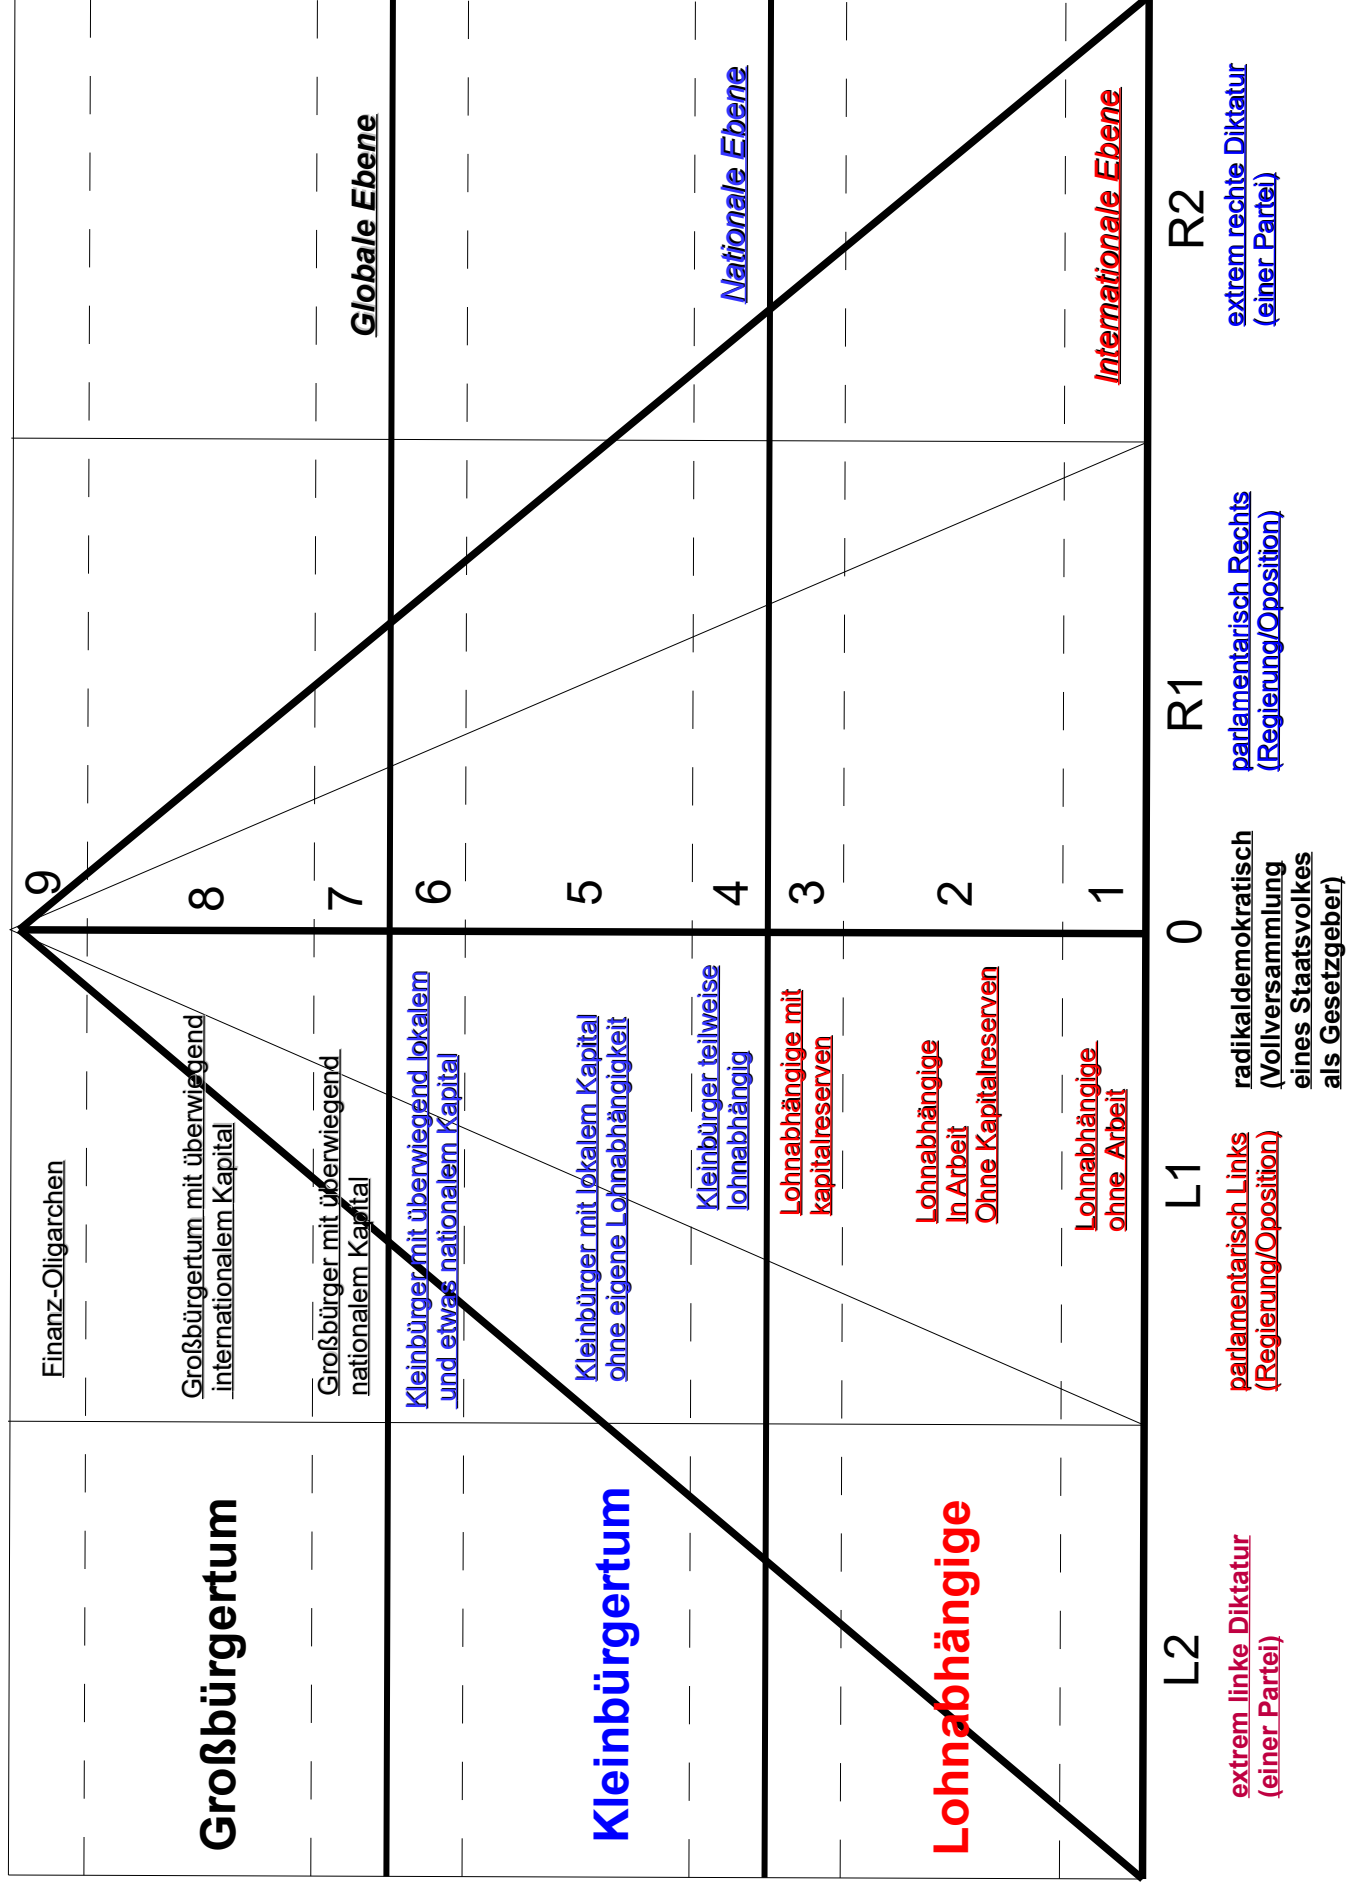 Finanz-Oligarchen
9
Großbürgertum
Großbürgertum mit überwiegend
internationalem Kapital
8
Großbürger mit überwiegend
nationalem Kapital
7
Globale Ebene
Kleinbürger mit überwiegend lokalem
und etwas nationalem Kapital
6
Kleinbürgertum
Kleinbürger mit lokalem Kapital
ohne eigene Lohnabhängigkeit
5
Kleinbürger teilweise
lohnabhängig
4
Nationale Ebene
Lohnabhängige mit
kapitalreserven
3
Lohnabhängige
Lohnabhängige
In Arbeit
Ohne Kapitalreserven
2
Lohnabhängige
ohne Arbeit
1
Internationale Ebene
L2
L1
0
R1
R2
extrem linke Diktatur
(einer Partei)
parlamentarisch Links
(Regierung/Oposition)
radikaldemokratisch
(Vollversammlung
eines Staatsvolkes
als Gesetzgeber)
parlamentarisch Rechts
(Regierung/Oposition)
extrem rechte Diktatur
(einer Partei)